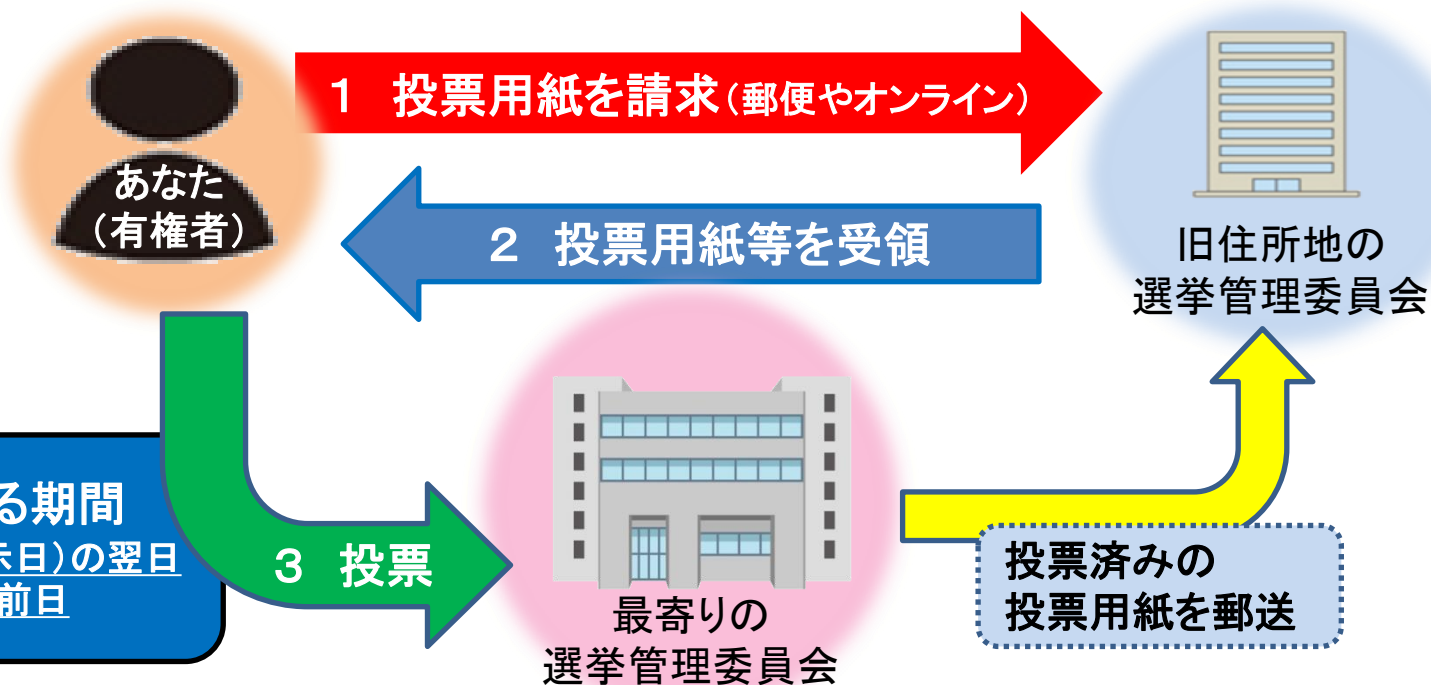 １　投票用紙を請求（郵便やオンライン）
あなた
（有権者）
２　投票用紙等を受領
旧住所地の
選挙管理委員会
る期間
示日）の翌日
前日
３　投票
最寄りの
選挙管理委員会
投票済みの
投票用紙を郵送